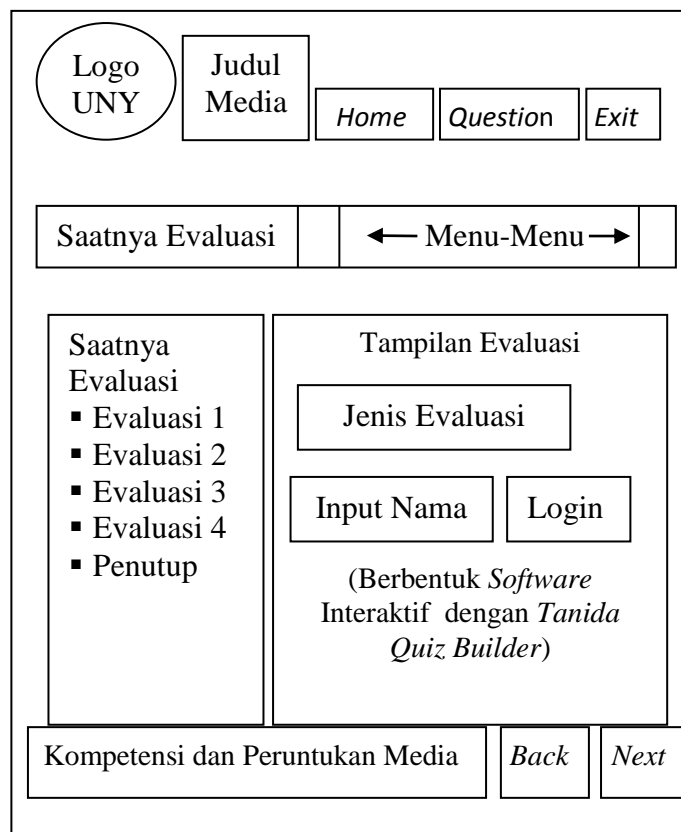 Logo
UNY
Judul
Media
Home
Question
Exit
Saatnya Evaluasi
Menu-Menu
Saatnya
Evaluasi
▪ Evaluasi 1
▪ Evaluasi 2
▪ Evaluasi 3
▪ Evaluasi 4
▪ Penutup
Tampilan Evaluasi
Jenis Evaluasi
Input Nama
Login
(Berbentuk Software
Interaktif dengan Tanida
Quiz Builder)
Kompetensi dan Peruntukan Media
Back
Next